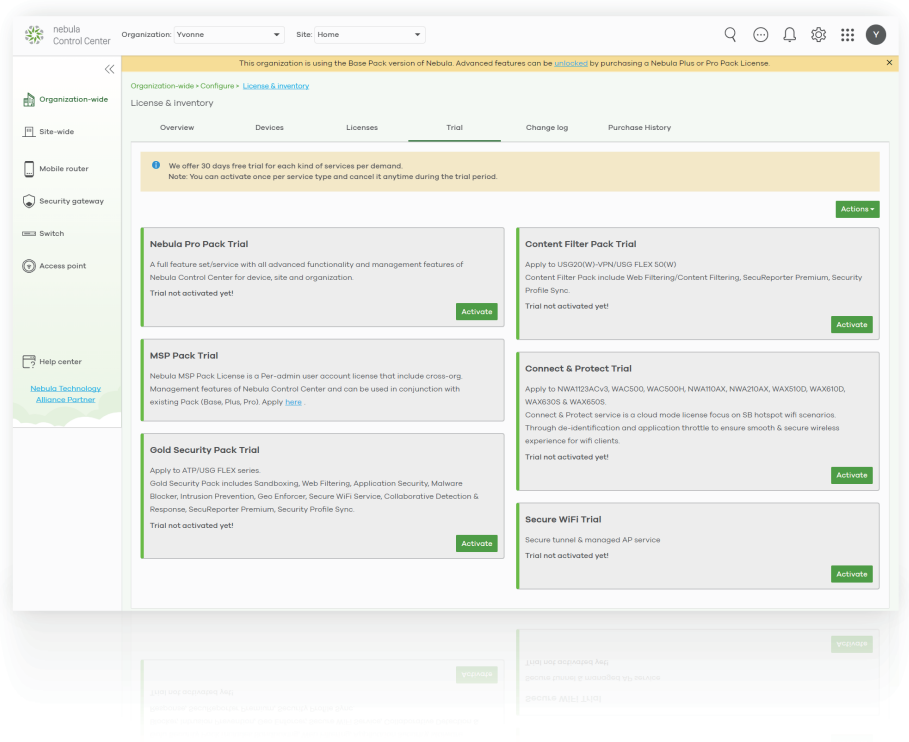 nebula
Control Center
Organization: Yvonne
Site: Home
Y
This organization is using the Base Pack version of Nebula. Advanced features can be unlocked by purchasing a Nebula Plus or Pro Pack License.
Organization-wide
Site-wide
Mobile router
Security gateway
Switch
Access point
Help center
Nebula Technology
Alliance Partner
Organization-wide > Configure > License & inventory
License & inventory
Overview Devices Licenses Trial Change log Purchase History
We offer 30 days free trial for each kind of services per demand.
Note: You can activate once per service type and cancel it anytime during the trial period.
Actions
Nebula Pro Pack Trial
A full feature set/service with all advanced functionality and management features of
Nebula Control Center for device, site and organization.
Trial not activated yet!
Activate
MSP Pack Trial
Nebula MSP Pack License is a Per-admin user account license that include cross-org.
Management features of Nebula Control Center and can be used in conjunction with
existing Pack (Base, Plus, Pro). Apply here .
Gold Security Pack Trial
Apply to ATP/USG FLEX series.
Gold Security Pack includes Sandboxing, Web Filtering, Application Security, Malware
Blocker, Intrusion Prevention, Geo Enforcer, Secure WiFi Service, Collaborative Detection &
Response, SecuReporter Premium, Security Profile Sync.
Trial not activated yet!
Activate
Content Filter Pack Trial
Apply to USG20(W)-VPN/USG FLEX 50(W)
Content Filter Pack include Web Filtering/Content Filtering, SecuReporter Premium, Security
Profile Sync.
Trial not activated yet!
Activate
Connect & Protect Trial
Apply to NWA1123ACv3, WAC500, WAC500H, NWA110AX, NWA210AX, WAX510D, WAX610D,
WAX630S & WAX650S.
Connect & Protect service is a cloud mode license focus on SB hotspot wifi scenarios.
Through de-identification and application throttle to ensure smooth & secure wireless
experience for wifi clients.
Trial not activated yet!
Activate
Secure WiFi Trial
Secure tunnel & managed AP service
Trial not activated yet!
Activate